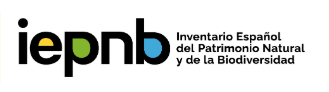 iepnb
Inventario Español
del Patrimonio Natural
y de la Biodiversidad